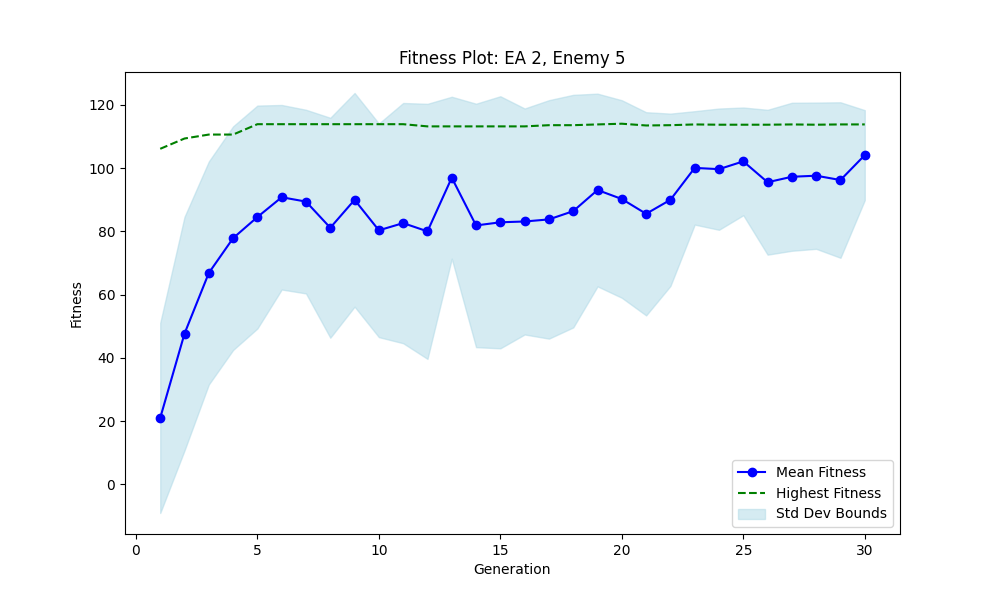 Fitness Plot: EA 2, Enemy 5
Fitness
120
100
80
60
40
20
0
0 5 10 15 20 25 30
Generation
Mean Fitness
Highest Fitness
Std Dev Bounds